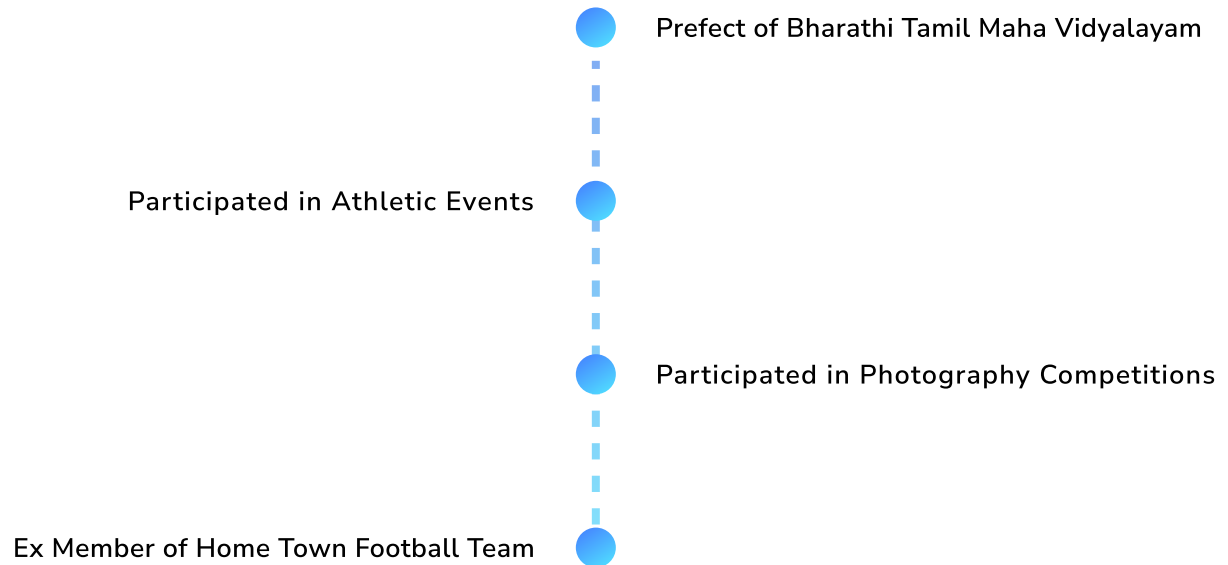 Prefect of Bharathi Tamil Maha Vidyalayam
Participated in Athletic Events
Participated in Photography Competitions
Ex Member of Home Town Football Team